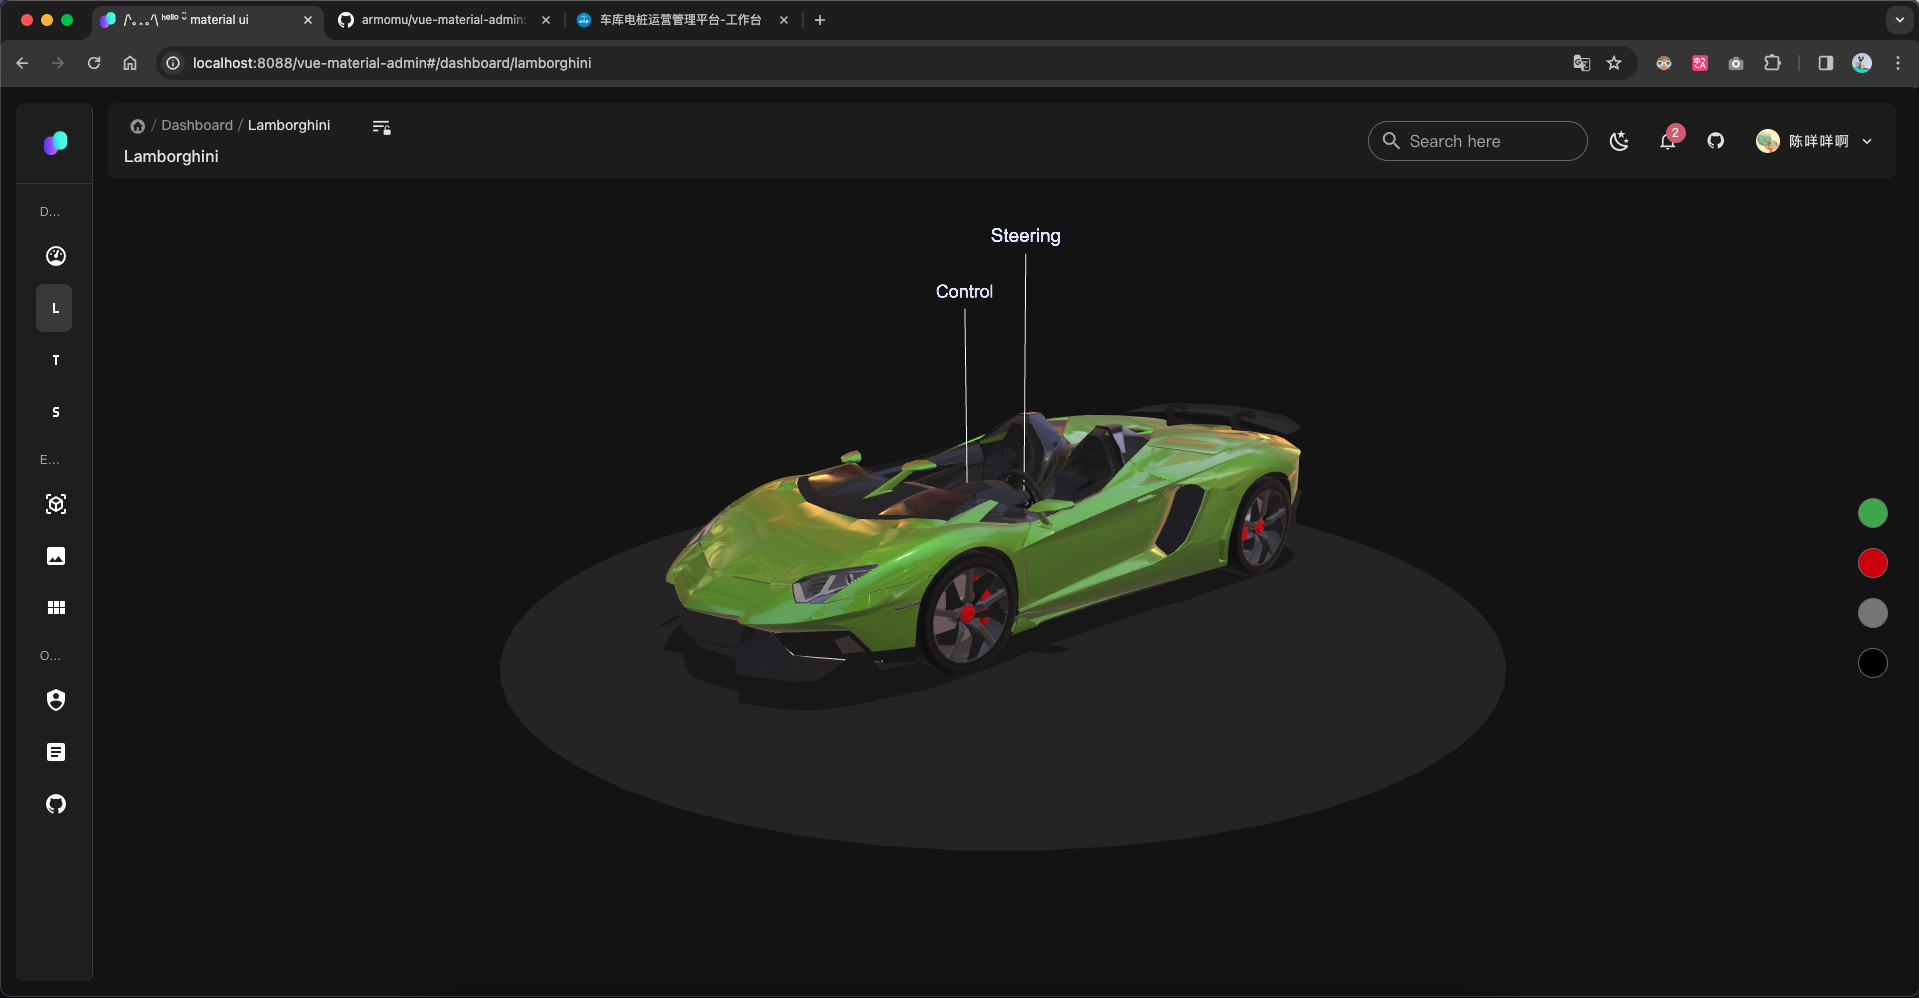 /\。。。/\ ʰᵉˡˡᵒ ᵕ̈ material ui
armomu/vue-material-admin:
车库电桩运营管理平台-工作台
localhost:8088/vue-material-admin#/dashboard/lamborghini
/ Dashboard / Lamborghini
Lamborghini
Search here
2
陈咩咩啊
D...
L
T
S
E...
O...
Steering
Control